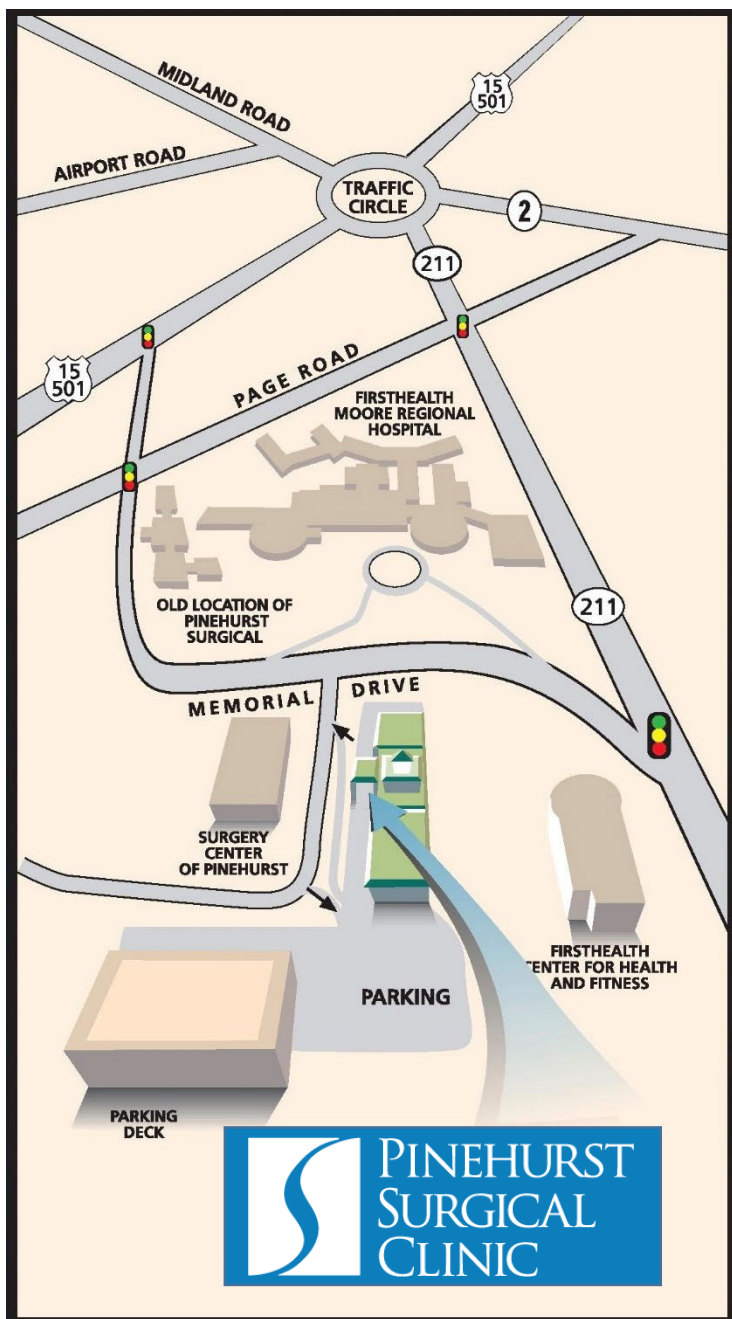 MIDLAND ROAD
15
501
AIRPORT ROAD
TRAFFIC
CIRCLE
2
211
15
501
PAGE ROAD
FIRSTHEALTH
MOORE REGIONAL
HOSPITAL
211
OLD LOCATION OF
PINEHURST
SURGICAL
MEMORIAL DRIVE
SURGERY
CENTER
OF PINEHURST
FIRSTHEALTH
CENTER FOR HEALTH
AND FITNESS
PARKING
PARKING
DECK
PINEHURST
SURGICAL
CLINIC